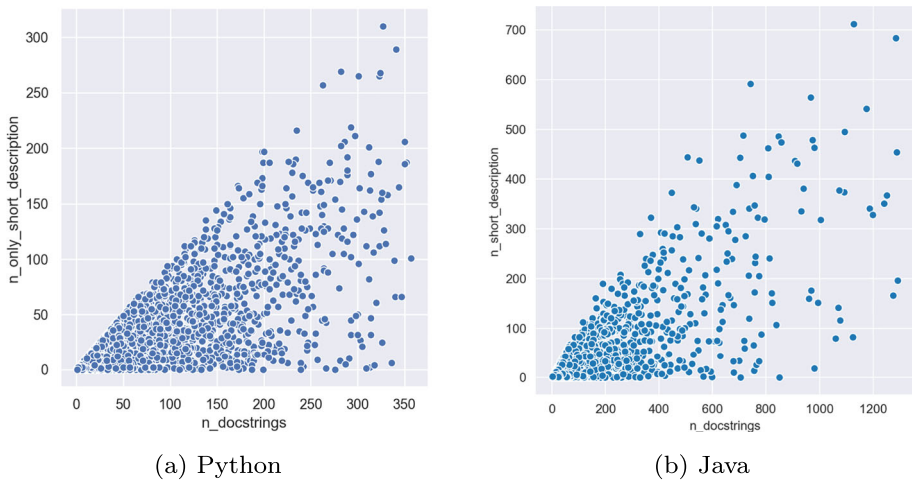 n_only_short_description
300
250
200
150
100
50
0
0 50 100 150 200 250 300 350
n_docstrings
(a) Python
n_short_description
700
600
500
400
300
200
100
0
0 200 400 600 800 1000 1200
n_docstrings
(b) Java